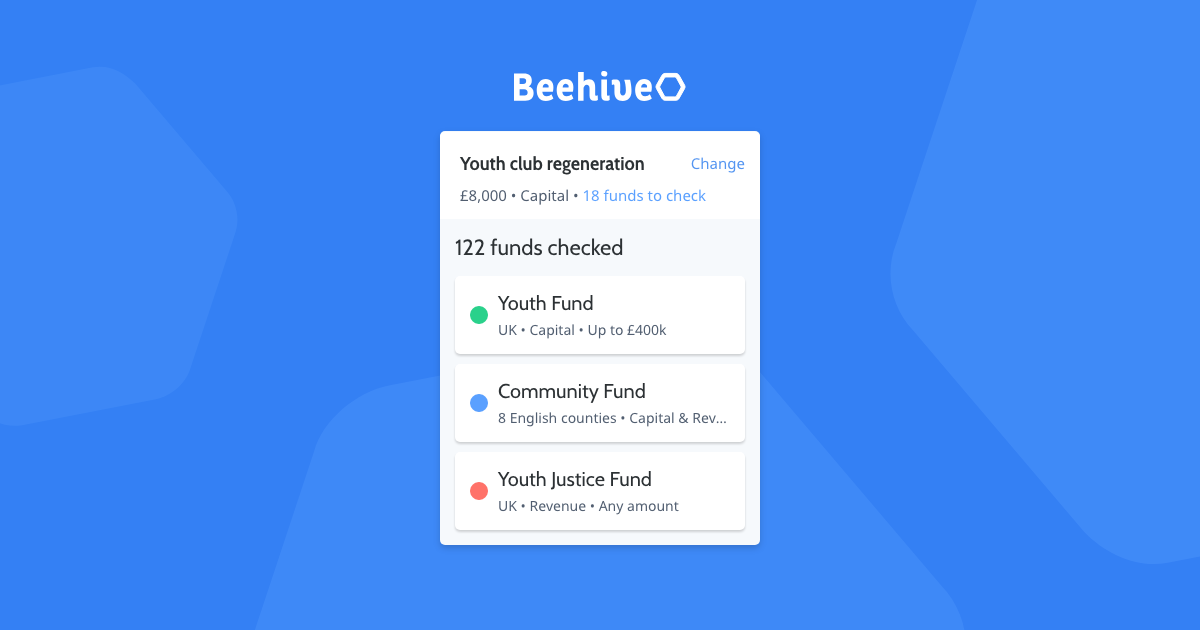 Beehive
Youth club regeneration
Change
£8,000 • Capital • 18 funds to check
122 funds checked
Youth Fund
UK • Capital • Up to £400k
Community Fund
8 English counties • Capital & Rev...
Youth Justice Fund
UK • Revenue • Any amount